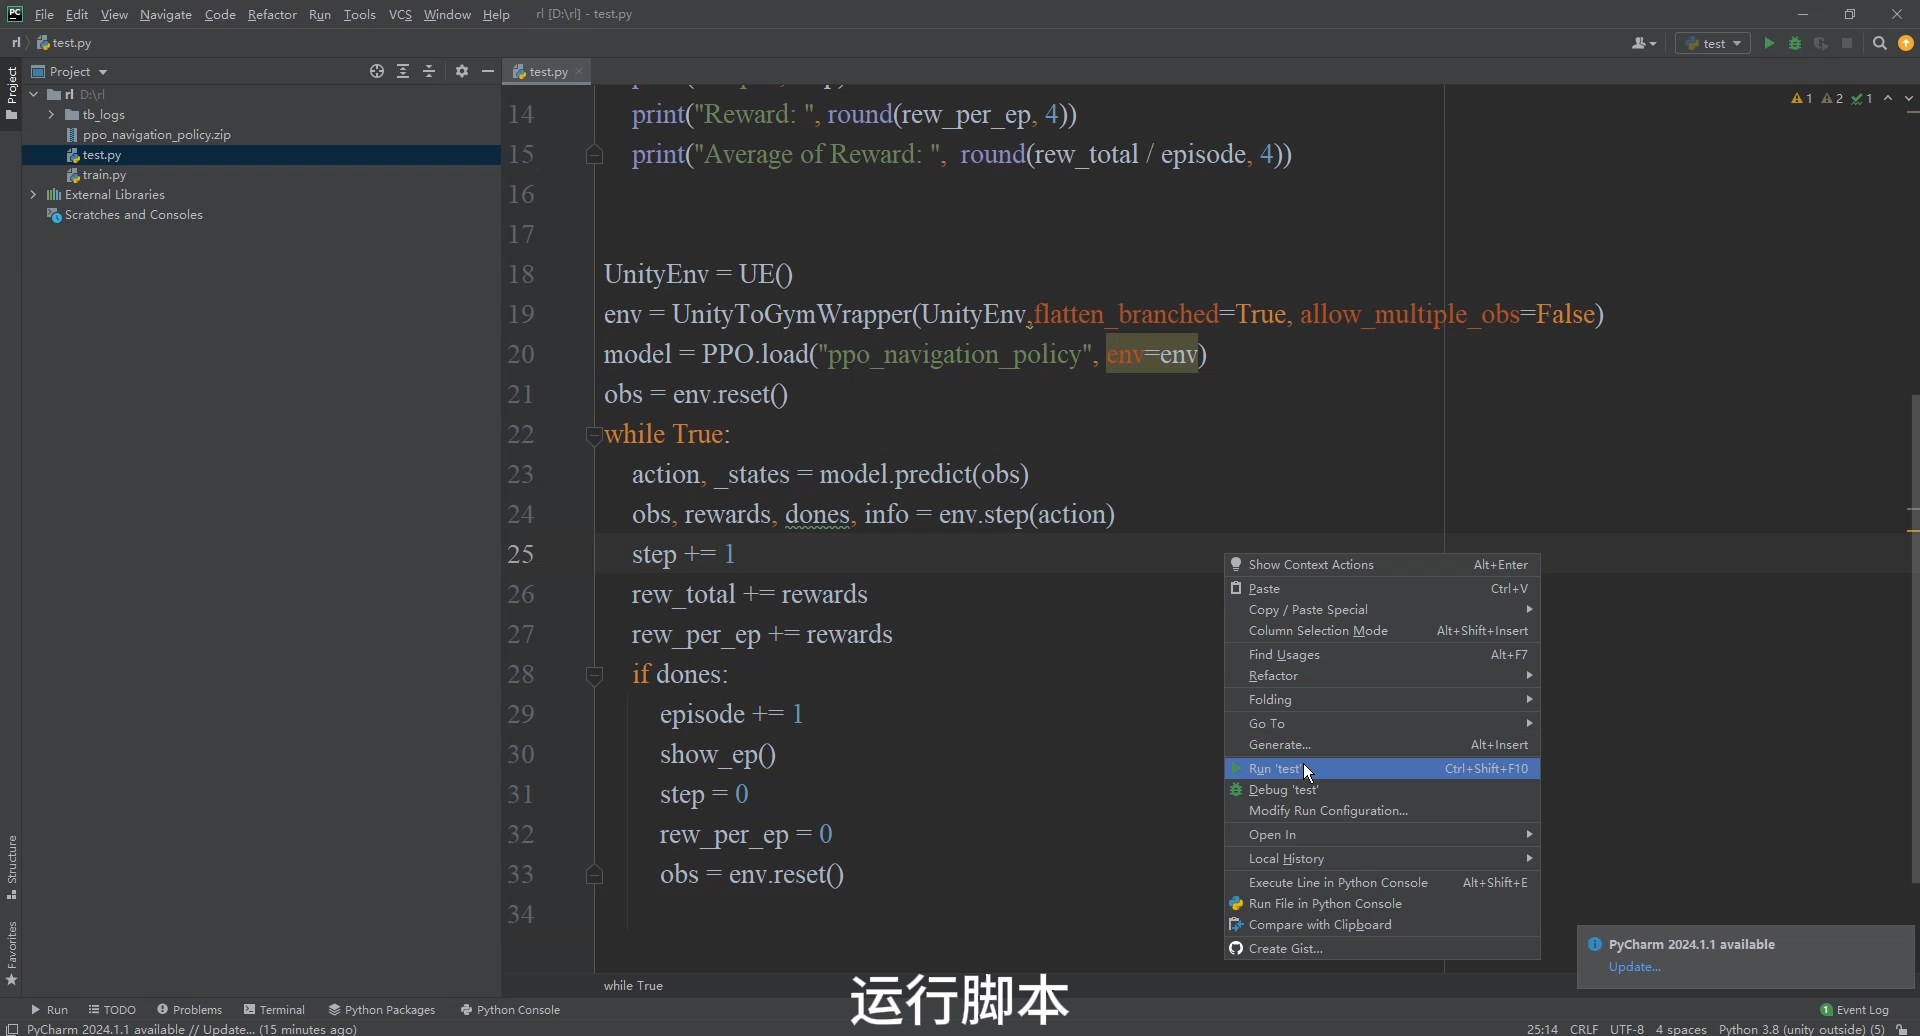 File Edit View Navigate Code Refactor Run Tools VCS Window Help rl [D:\rl] - test.py
rl test.py
test
Project
test.py
Project
rl D:\rl
tb_logs
ppo_navigation_policy.zip
test.py
train.py
External Libraries
Scratches and Consoles
Structure
Favorites
1 2 1
14 print("Reward: ", round(rew_per_ep, 4))
15 print("Average of Reward: ", round(rew_total / episode, 4))
16
17
18 UnityEnv = UE()
19 env = UnityToGymWrapper(UnityEnv,flatten_branched=True, allow_multiple_obs=False)
20 model = PPO.load("ppo_navigation_policy", env=env)
21 obs = env.reset()
22 while True:
23 action, _states = model.predict(obs)
24 obs, rewards, dones, info = env.step(action)
25 step += 1
26 rew_total += rewards
27 rew_per_ep += rewards
28 if dones:
29 episode += 1
30 show_ep()
31 step = 0
32 rew_per_ep = 0
33 obs = env.reset()
34
Show Context Actions Alt+Enter
Paste Ctrl+V
Copy / Paste Special
Column Selection Mode Alt+Shift+Insert
Find Usages Alt+F7
Refactor
Folding
Go To
Generate... Alt+Insert
Run 'test' Ctrl+Shift+F10
Debug 'test'
Modify Run Configuration...
Open In
Local History
Execute Line in Python Console Alt+Shift+E
Run File in Python Console
Compare with Clipboard
Create Gist...
PyCharm 2024.1.1 available
Update...
while True
运行脚本
Run TODO Problems Terminal Python Packages Python Console
1 Event Log
PyCharm 2024.1.1 available // Update... (15 minutes ago)
25:14 CRLF UTF-8 4 spaces Python 3.8 (unity outside) (5)